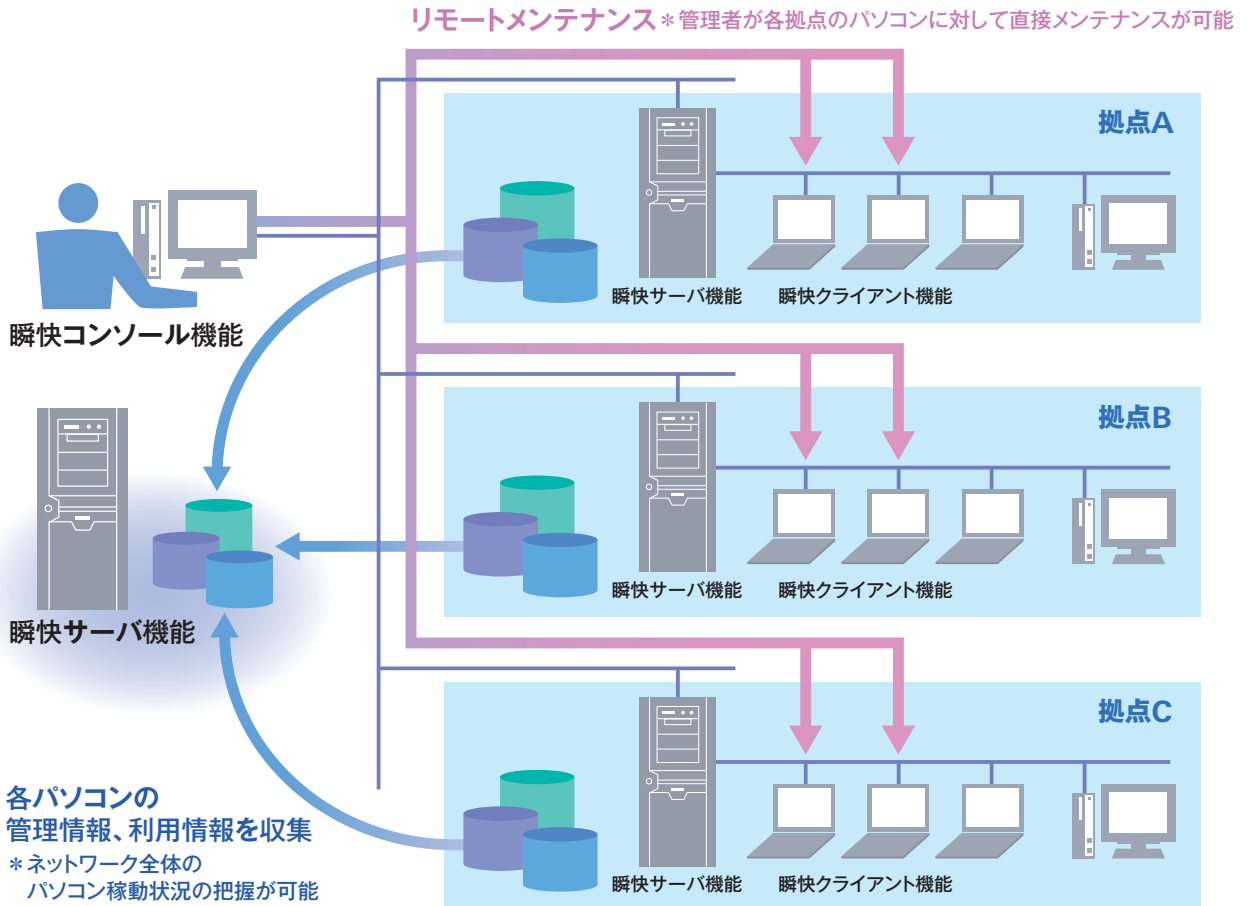 リモートメンテナンス＊管理者が各拠点のパソコンに対して直接メンテナンスが可能
拠点A
瞬快サーバ機能
瞬快クライアント機能
瞬快コンソール機能
拠点B
瞬快サーバ機能
瞬快クライアント機能
瞬快サーバ機能
拠点C
瞬快サーバ機能
瞬快クライアント機能
各パソコンの
管理情報、利用情報を収集
＊ネットワーク全体の
パソコン稼動状況の把握が可能